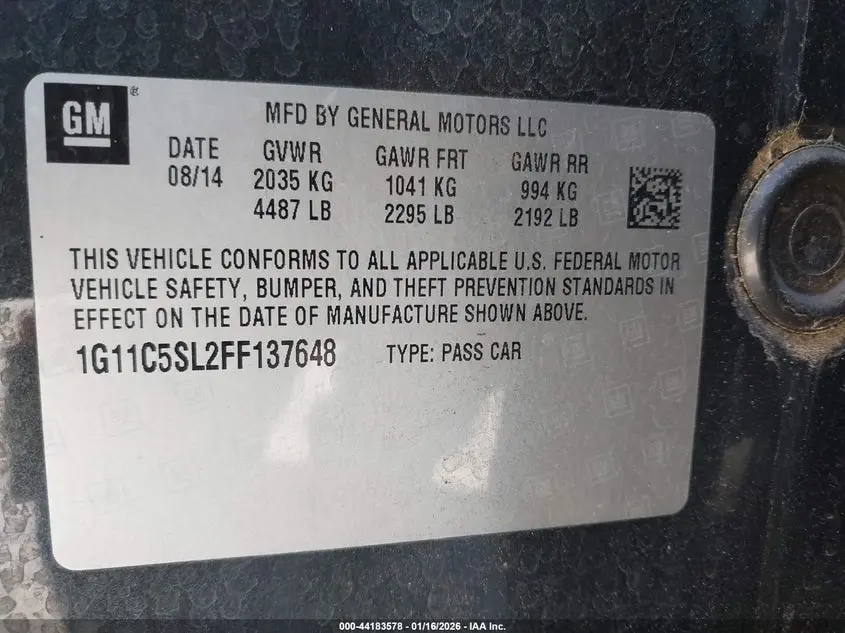 GM ®
MFD BY GENERAL MOTORS LLC
DATE GVWR GAWR FRT GAWR RR
08/14 2035 KG 1041 KG 994 KG
4487 LB 2295 LB 2192 LB
THIS VEHICLE CONFORMS TO ALL APPLICABLE U.S. FEDERAL MOTOR
VEHICLE SAFETY, BUMPER, AND THEFT PREVENTION STANDARDS IN
EFFECT ON THE DATE OF MANUFACTURE SHOWN ABOVE.
1G11C5SL2FF137648 TYPE: PASS CAR
000-44183578 - 01/16/2026 - IAA Inc.